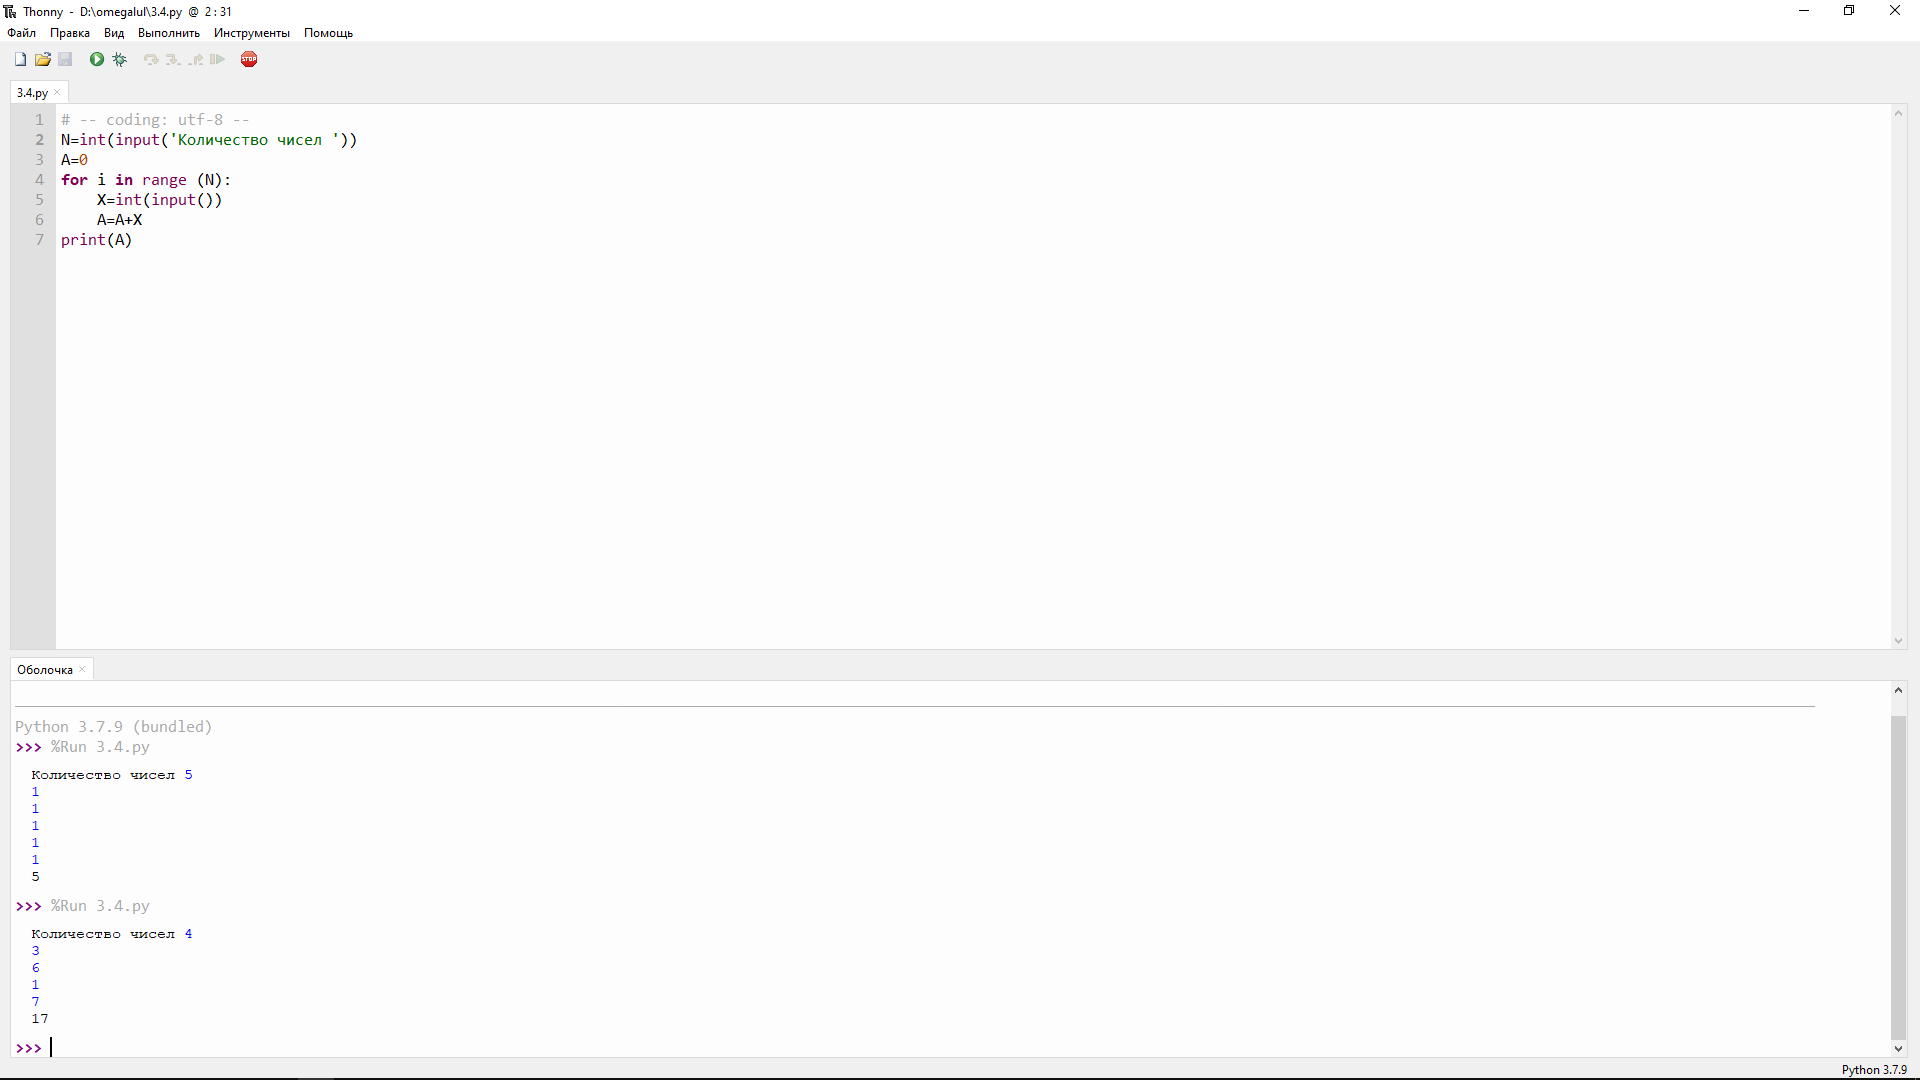 Thonny - D:\omegalul\3.4.py @ 2:31
Файл Правка Вид Выполнить Инструменты Помощь
STOP
3.4.py
1 # -- coding: utf-8 --
2 N=int(input('Количество чисел '))
3 A=0
4 for i in range (N):
5     X=int(input())
6     A=A+X
7 print(A)
Оболочка
Python 3.7.9 (bundled)
>>> %Run 3.4.py
Количество чисел 5
1
1
1
1
1
5
>>> %Run 3.4.py
Количество чисел 4
3
6
1
7
17
>>>
Python 3.7.9